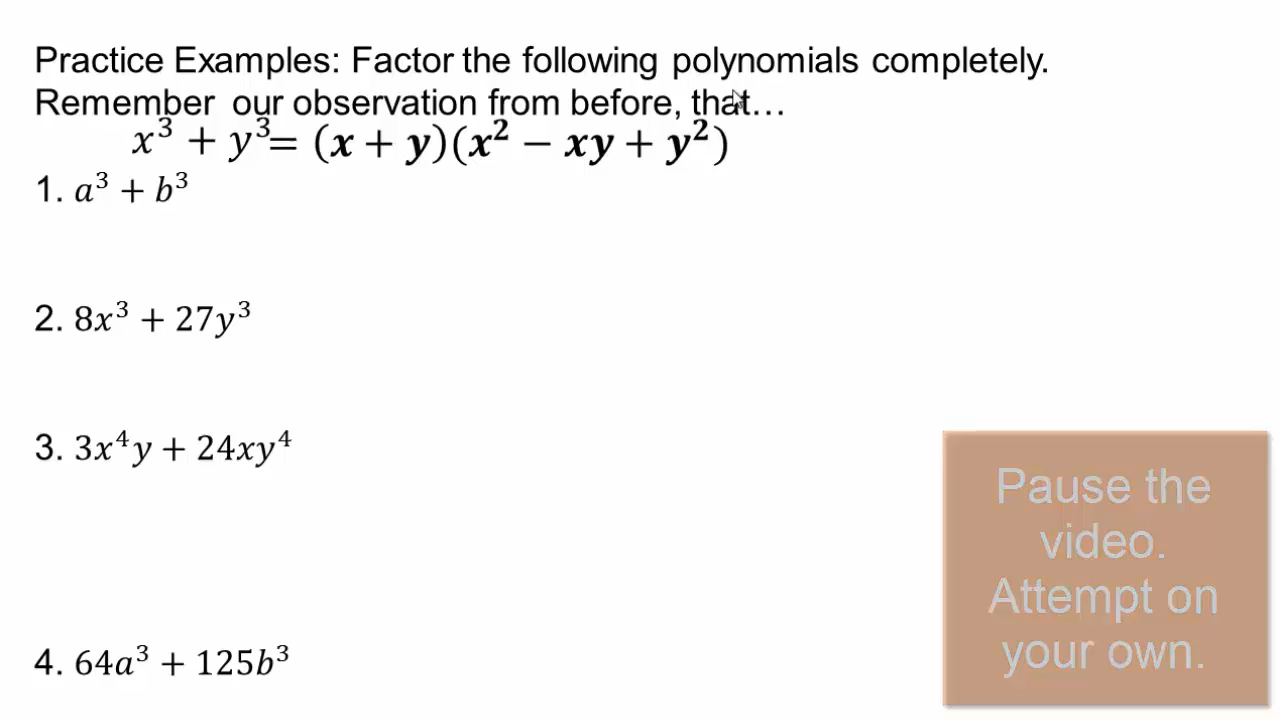 Practice Examples: Factor the following polynomials completely.
Remember our observation from before, that…
x³ + y³= (x + y)(x² − xy + y²)
1. a³ + b³
2. 8x³ + 27y³
3. 3x⁴y + 24xy⁴
Pause the
video.
Attempt on
your own.
4. 64a³ + 125b³